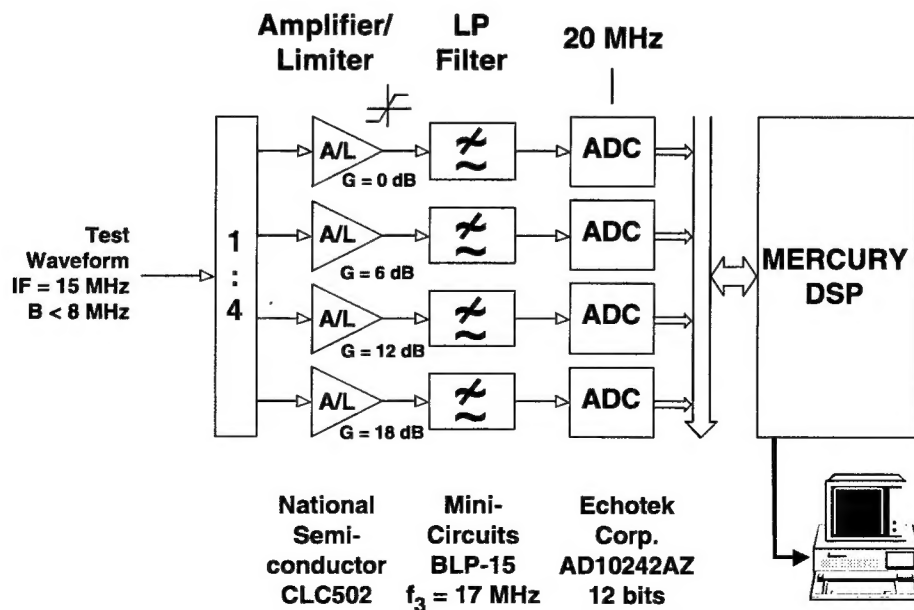 Amplifier/
Limiter
LP
Filter
20 MHz
A/L
G = 0 dB
ADC
A/L
G = 6 dB
ADC
A/L
G = 12 dB
ADC
A/L
G = 18 dB
ADC
1
:
4
Test
Waveform
IF = 15 MHz
B < 8 MHz
MERCURY
DSP
National
Semi-
conductor
CLC502
Mini-
Circuits
BLP-15
f3 = 17 MHz
Echotek
Corp.
AD10242AZ
12 bits